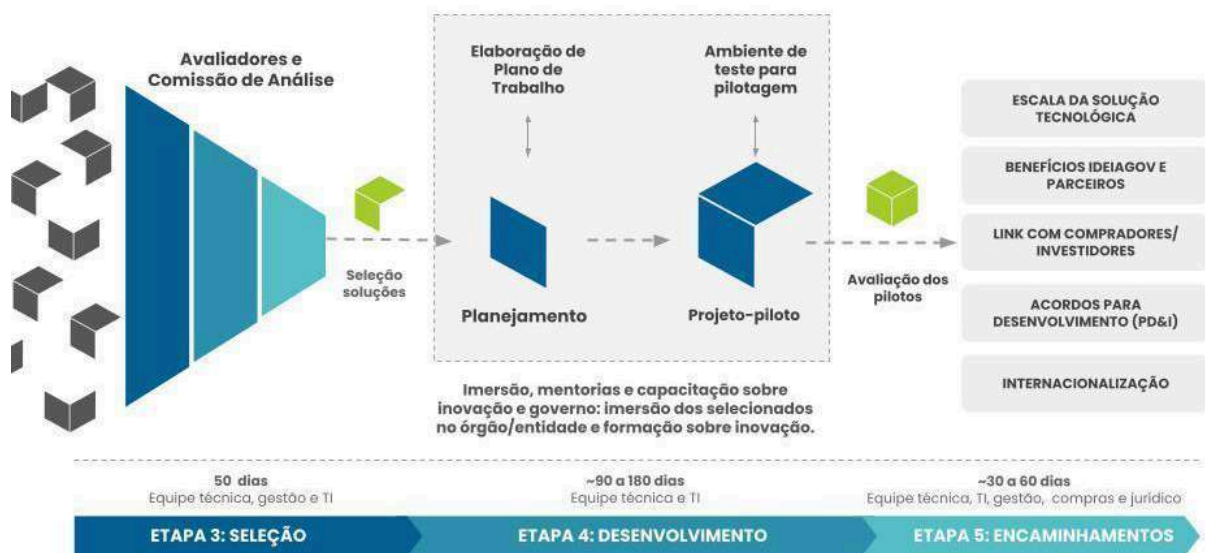 Avaliadores e
Comissão de Análise
Seleção
soluções
Elaboração de
Plano de
Trabalho
Planejamento
Ambiente de
teste para
pilotagem
Projeto-piloto
Imersão, mentorias e capacitação sobre
inovação e governo: imersão dos selecionados
no órgão/entidade e formação sobre inovação.
Avaliação dos
pilotos
ESCALA DA SOLUÇÃO
TECNOLÓGICA
BENEFÍCIOS IDEIAGOV E
PARCEIROS
LINK COM COMPRADORES/
INVESTIDORES
ACORDOS PARA
DESENVOLVIMENTO (PD&I)
INTERNACIONALIZAÇÃO
50 dias
Equipe técnica, gestão e TI
ETAPA 3: SELEÇÃO
~90 a 180 dias
Equipe técnica e TI
ETAPA 4: DESENVOLVIMENTO
~30 a 60 dias
Equipe técnica, TI, gestão, compras e jurídico
ETAPA 5: ENCAMINHAMENTOS